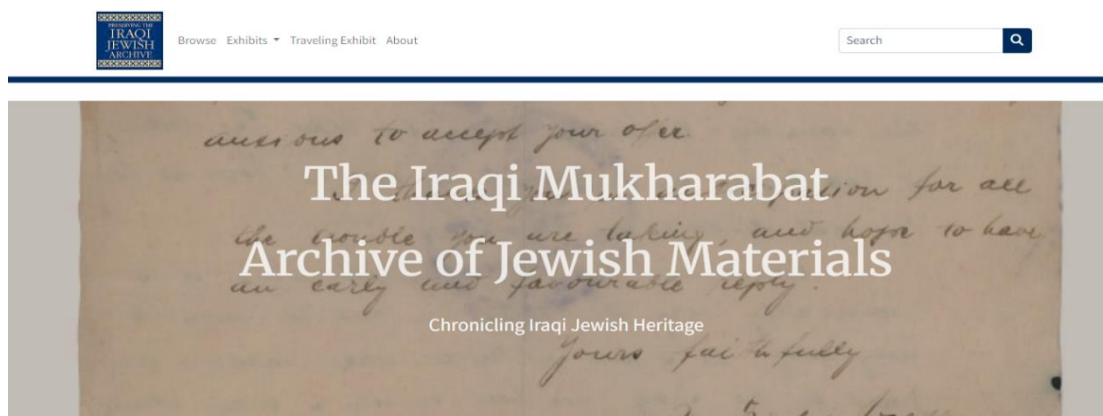 PRESERVING THE
IRAQI
JEWISH
ARCHIVE
Browse Exhibits Traveling Exhibit About
Search
anxious to accept your offer.
The Iraqi Mukharabat
for all
the trouble you are taking, and hope to have
Archive of Jewish Materials
an early and favourable reply.
Chronicling Iraqi Jewish Heritage
Yours faithfully